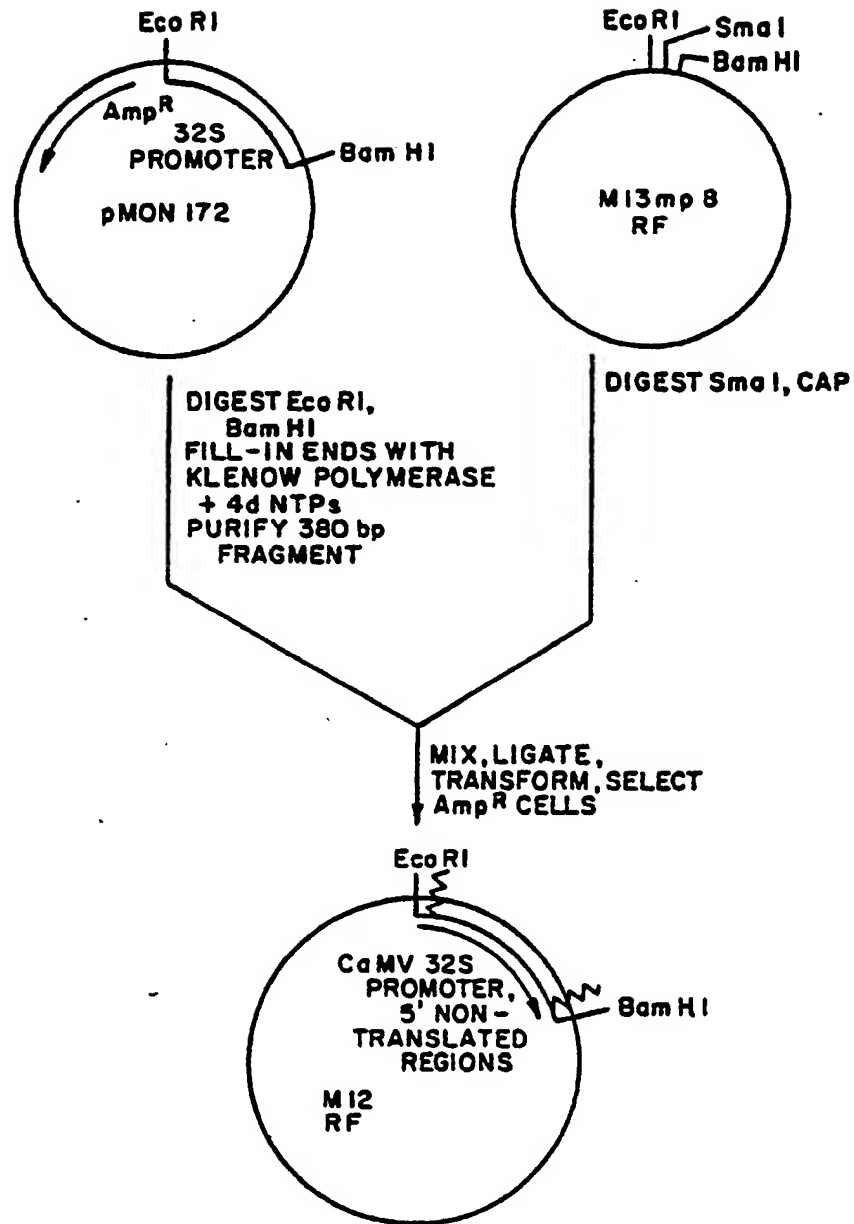 Eco RI
Amp^R
32S
PROMOTER
Bam HI
pMON 172
Eco RI
Sma I
Bam HI
M13mp 8
RF
DIGEST Eco RI,
Bam HI
FILL-IN ENDS WITH
KLENOW POLYMERASE
+ 4d NTPs
PURIFY 380 bp
FRAGMENT
DIGEST Sma I, CAP
MIX, LIGATE,
TRANSFORM, SELECT
Amp^R CELLS
Eco RI
CaMV 32S
PROMOTER,
5' NON-
TRANSLATED
REGIONS
Bam HI
M12
RF